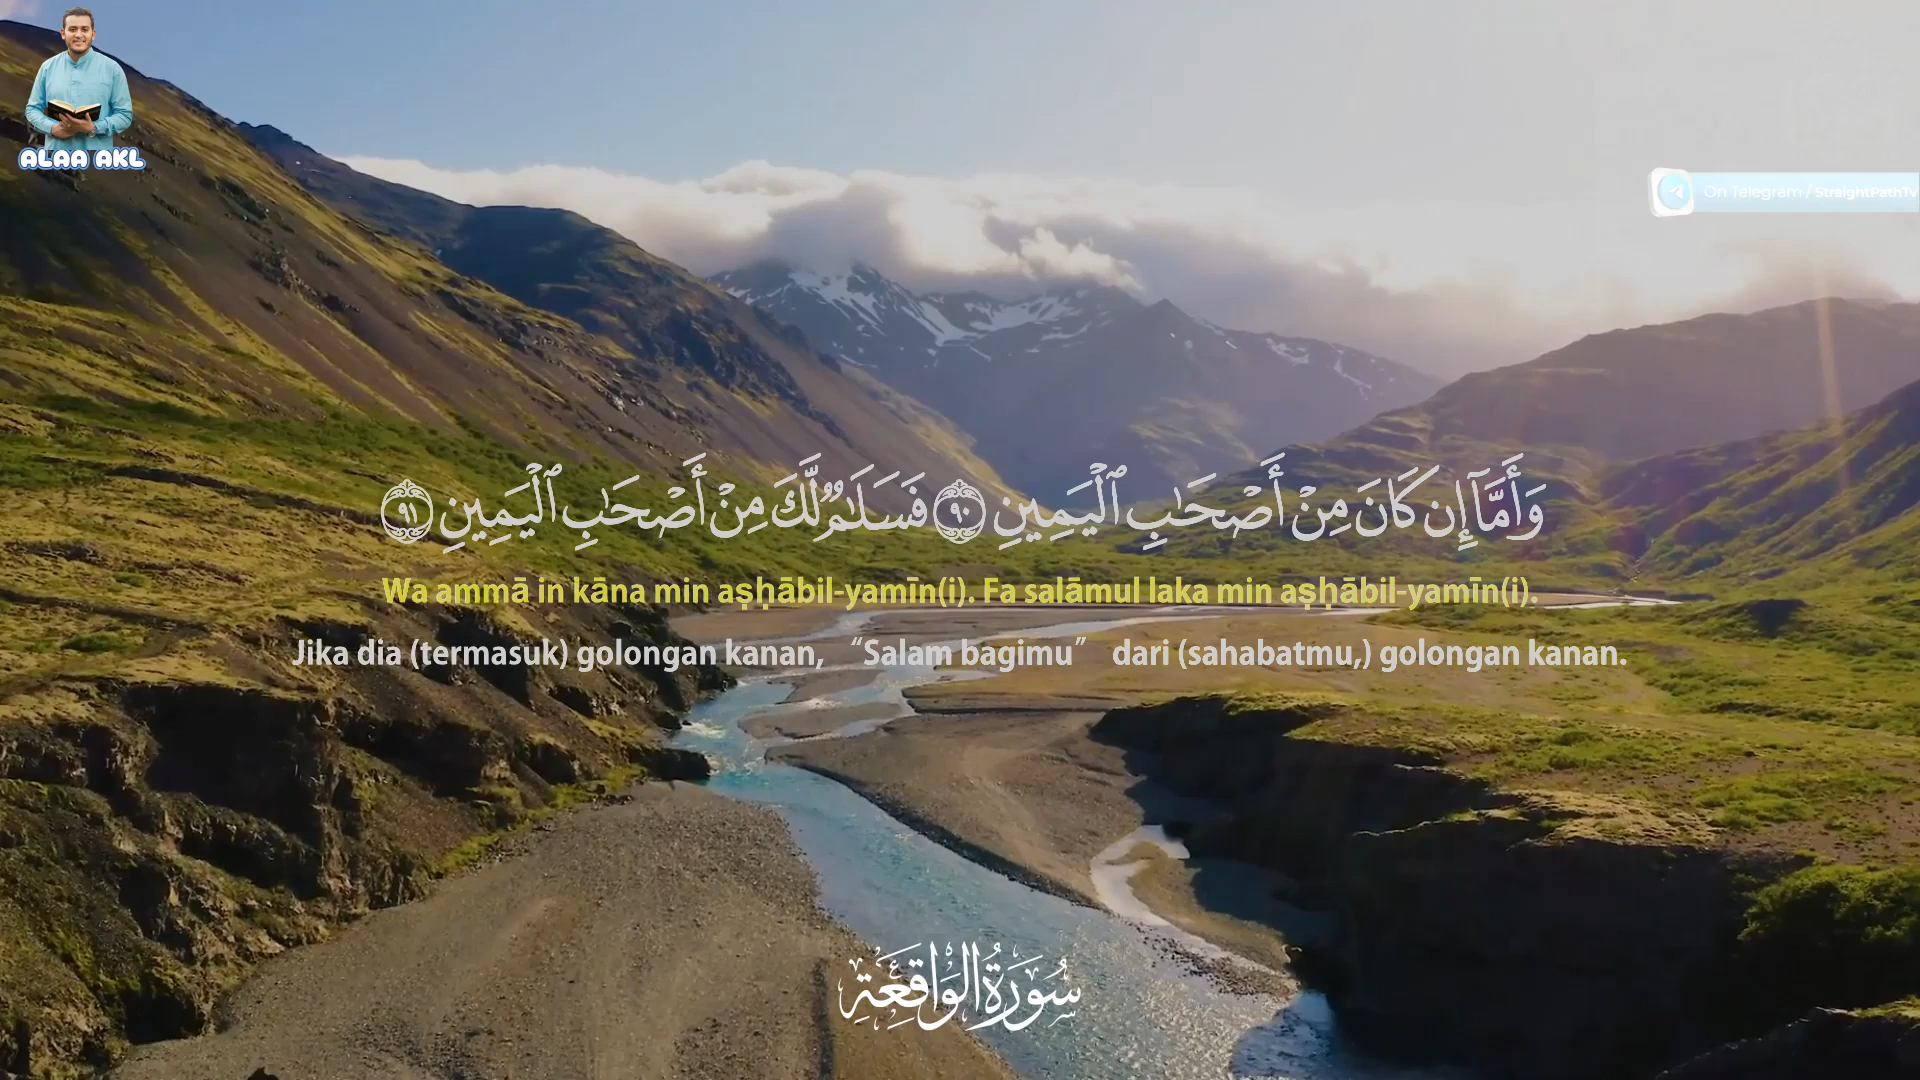 ALAA AKL
On Telegram / StraightPathTV
وَأَمَّآ إِن كَانَ مِنْ أَصْحَٰبِ ٱلْيَمِينِ ٩٠ فَسَلَٰمٌ لَّكَ مِنْ أَصْحَٰبِ ٱلْيَمِينِ ٩١
Wa ammā in kāna min aṣḥābil-yamīn(i). Fa salāmul laka min aṣḥābil-yamīn(i).
Jika dia (termasuk) golongan kanan, “Salam bagimu” dari (sahabatmu,) golongan kanan.
سُورَةُ الوَاقِعَةِ